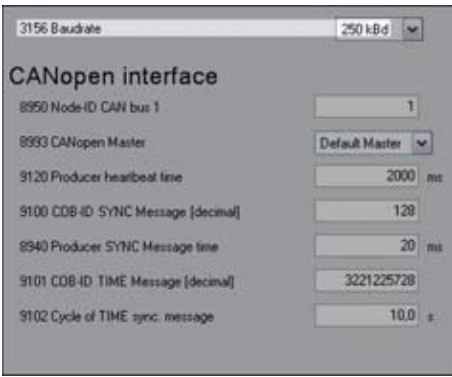 3156 Baudrate 250 kBd
CANopen interface
8950 Node-ID CAN bus 1 1
8993 CANopen Master Default Master
9120 Producer heartbeat time 2000 ms
9100 COB-ID SYNC Message [decimal] 128
8940 Producer SYNC Message time 20 ms
9101 COB-ID TIME Message [decimal] 3221225728
9102 Cycle of TIME sync. message 10,0 s